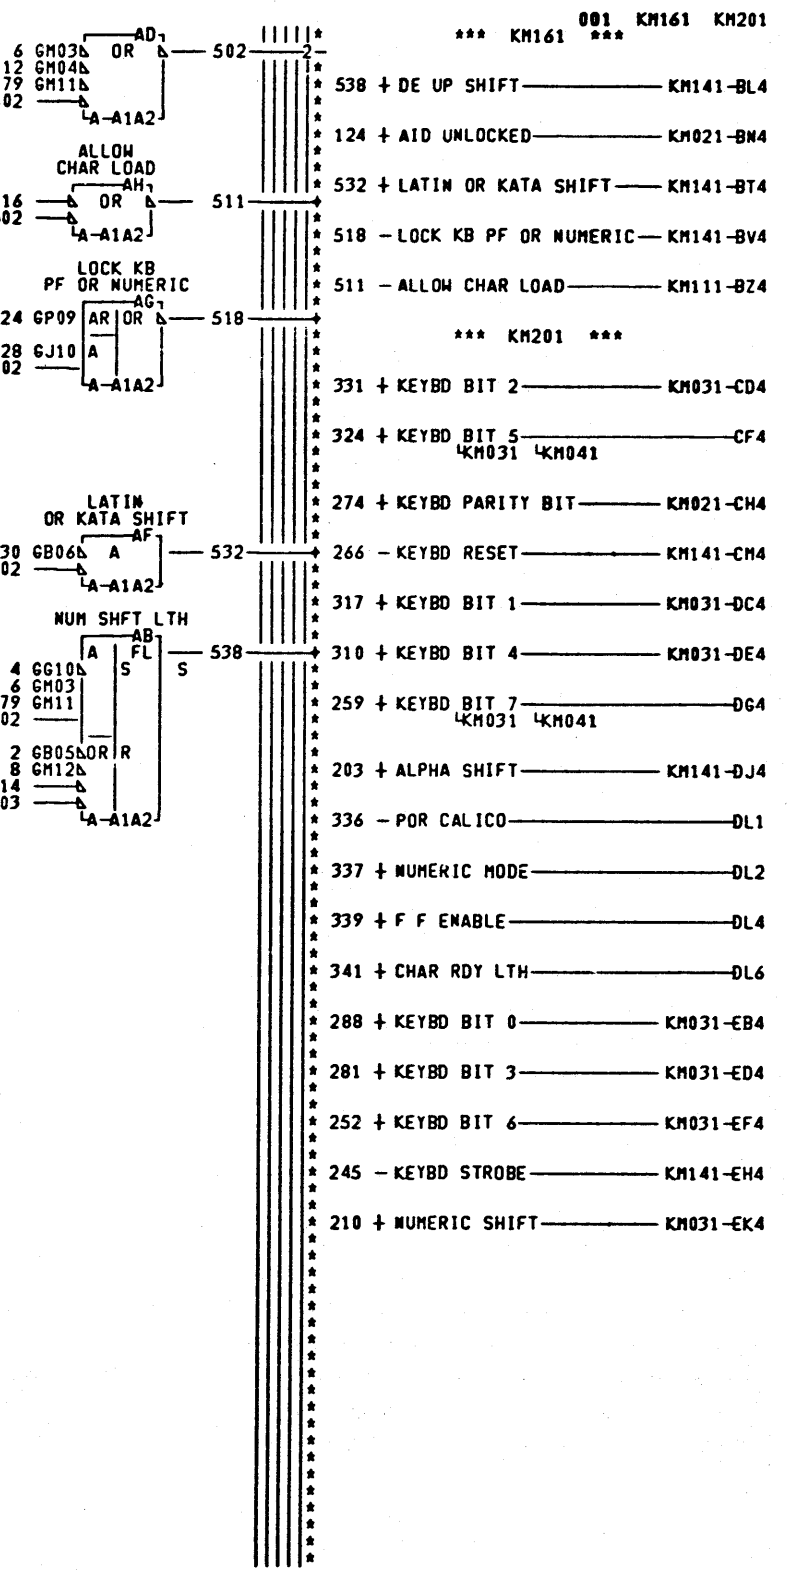 001 KM161 KM201
*** KM161 ***
AD
6 GM03 OR 502 2
12 GM04
79 GM11
02
A-A1A2
538 + DE UP SHIFT KM141-BL4
124 + AID UNLOCKED KM021-BN4
ALLOW
CHAR LOAD
AH
16 OR 511
02
A-A1A2
532 + LATIN OR KATA SHIFT KM141-BT4
518 - LOCK KB PF OR NUMERIC KM141-BV4
LOCK KB
PF OR NUMERIC
AG
24 GP09 AR OR 518
28 GJ10 A
02
A-A1A2
511 - ALLOW CHAR LOAD KM111-BZ4
*** KM201 ***
331 + KEYBD BIT 2 KM031-CD4
324 + KEYBD BIT 5 CF4
KM031 KM041
LATIN
OR KATA SHIFT
AF
30 GB06 A 532
02
A-A1A2
274 + KEYBD PARITY BIT KM021-CH4
266 - KEYBD RESET KM141-CM4
317 + KEYBD BIT 1 KM031-DC4
NUM SHFT LTH
AB
A FL 538
4 GG10 S S
6 GM03
79 GM11
02
2 GB05 OR R
8 GM12
14
03
A-A1A2
310 + KEYBD BIT 4 KM031-DE4
259 + KEYBD BIT 7 DG4
KM031 KM041
203 + ALPHA SHIFT KM141-DJ4
336 - POR CALICO DL1
337 + NUMERIC MODE DL2
339 + F F ENABLE DL4
341 + CHAR RDY LTH DL6
288 + KEYBD BIT 0 KM031-EB4
281 + KEYBD BIT 3 KM031-ED4
252 + KEYBD BIT 6 KM031-EF4
245 - KEYBD STROBE KM141-EH4
210 + NUMERIC SHIFT KM031-EK4